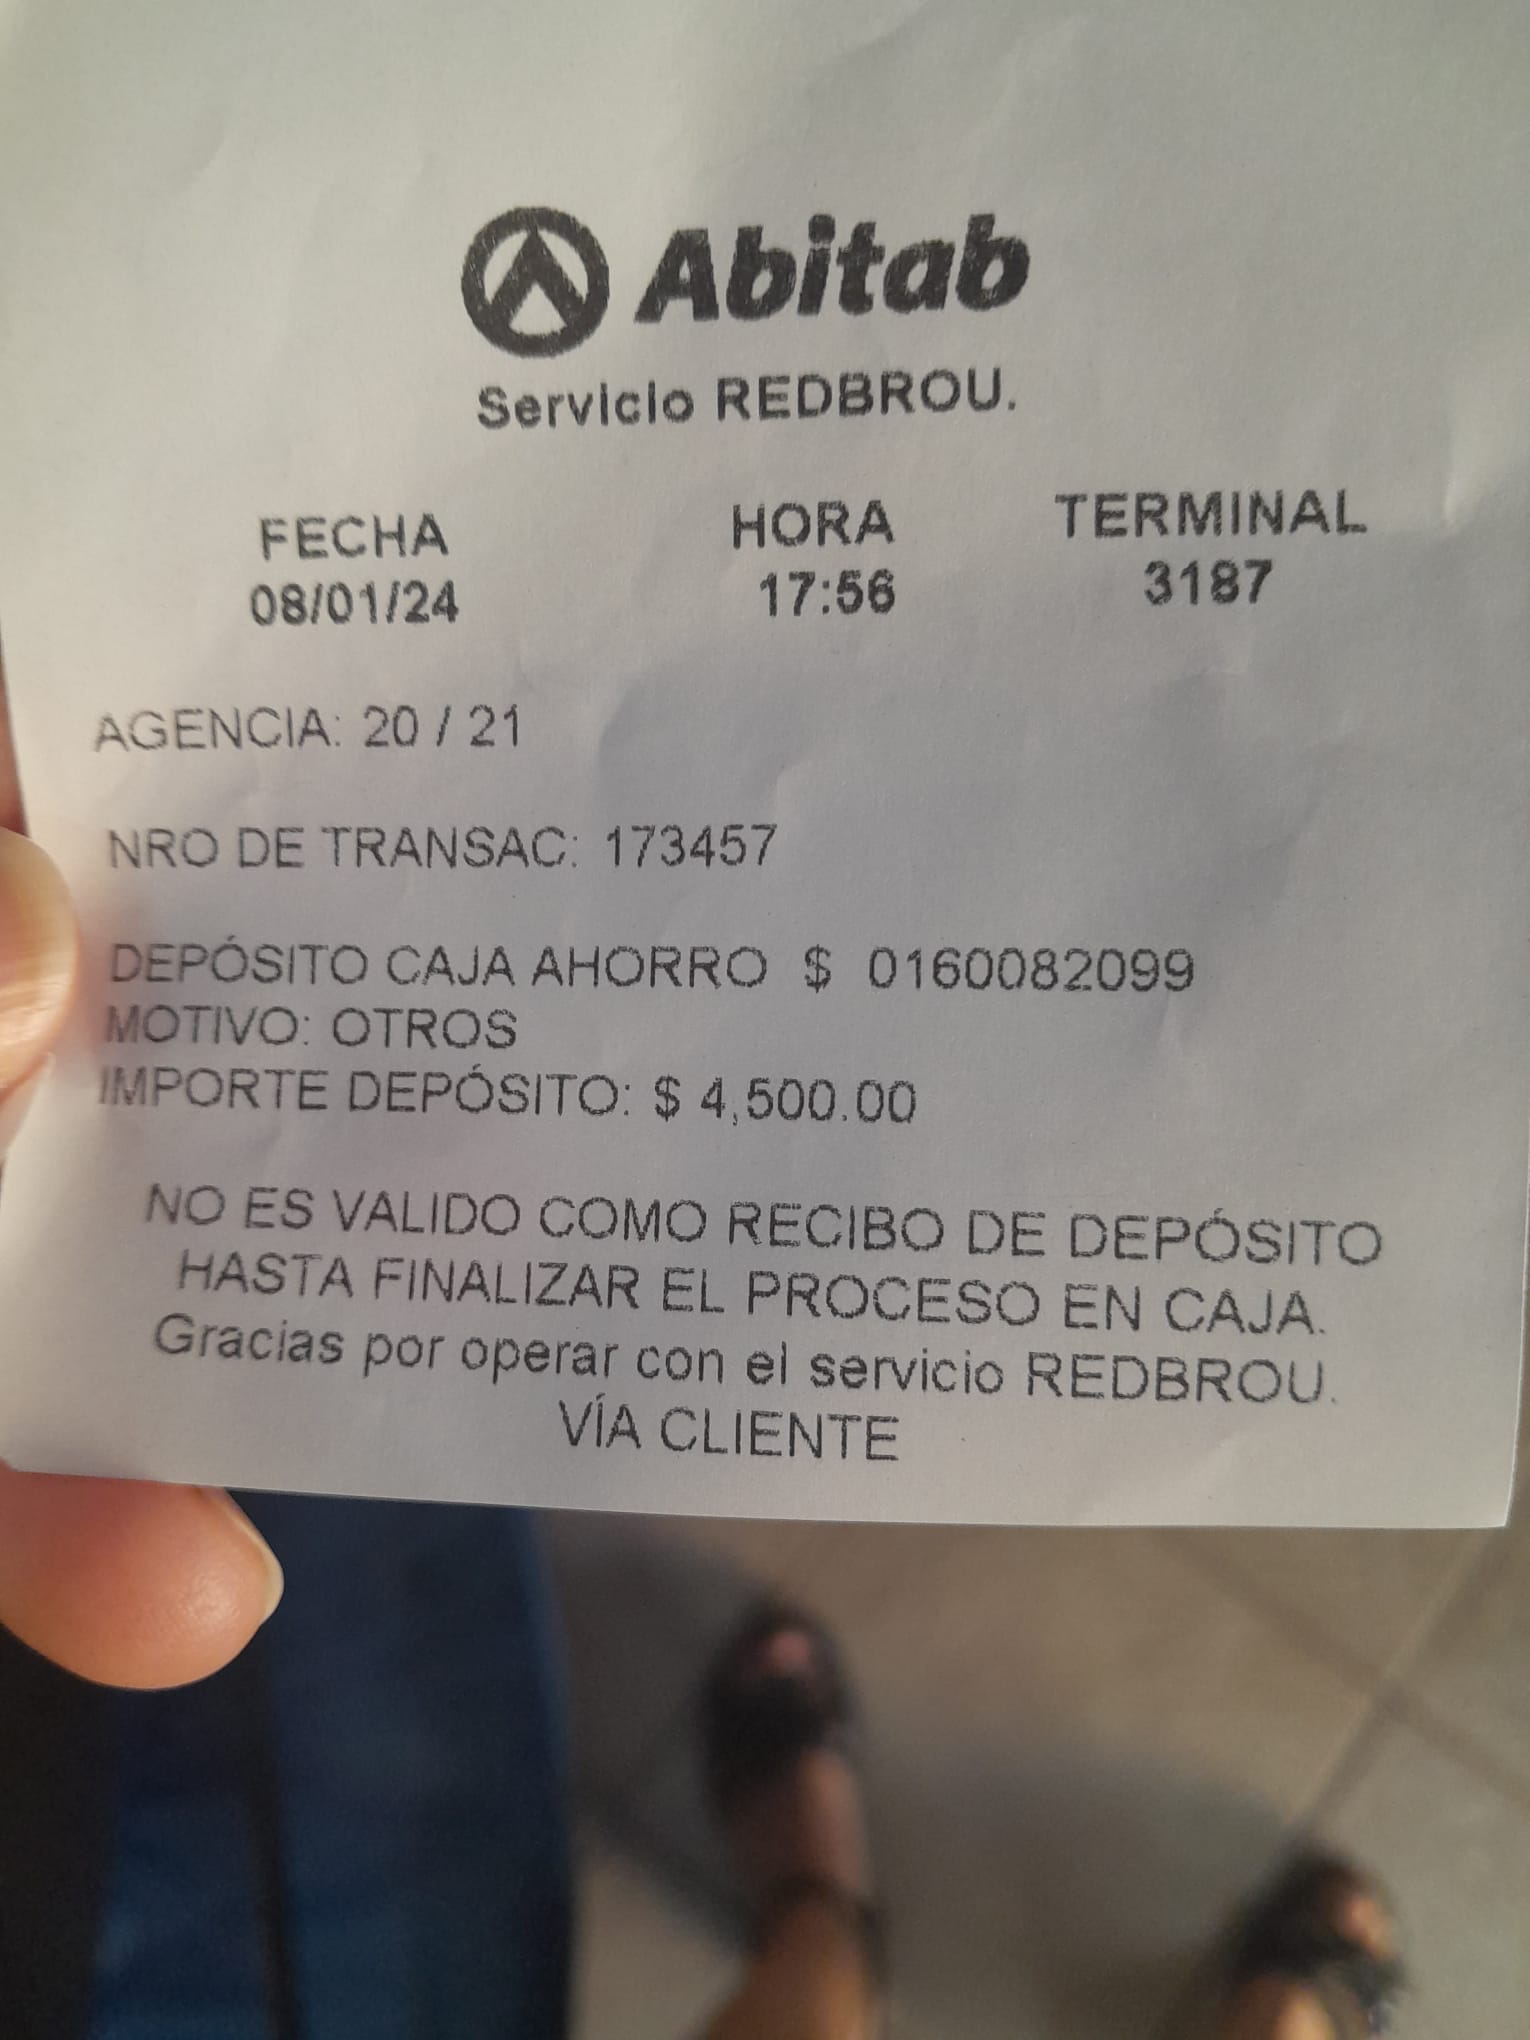 Abitab
Servicio REDBROU.
FECHA HORA TERMINAL
08/01/24 17:56 3187
AGENCIA: 20 / 21
NRO DE TRANSAC: 173457
DEPÓSITO CAJA AHORRO $ 0160082099
MOTIVO: OTROS
IMPORTE DEPÓSITO: $ 4,500.00
NO ES VALIDO COMO RECIBO DE DEPÓSITO
HASTA FINALIZAR EL PROCESO EN CAJA.
Gracias por operar con el servicio REDBROU.
VÍA CLIENTE